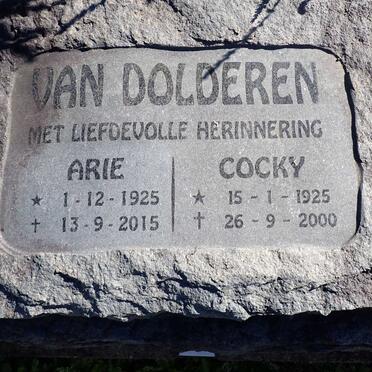 VAN DOLDEREN
MET LIEFDEVOLLE HERINNERING
ARIE COCKY
★ 1-12-1925 ★ 15-1-1925
✝ 13-9-2015 ✝ 26-9-2000